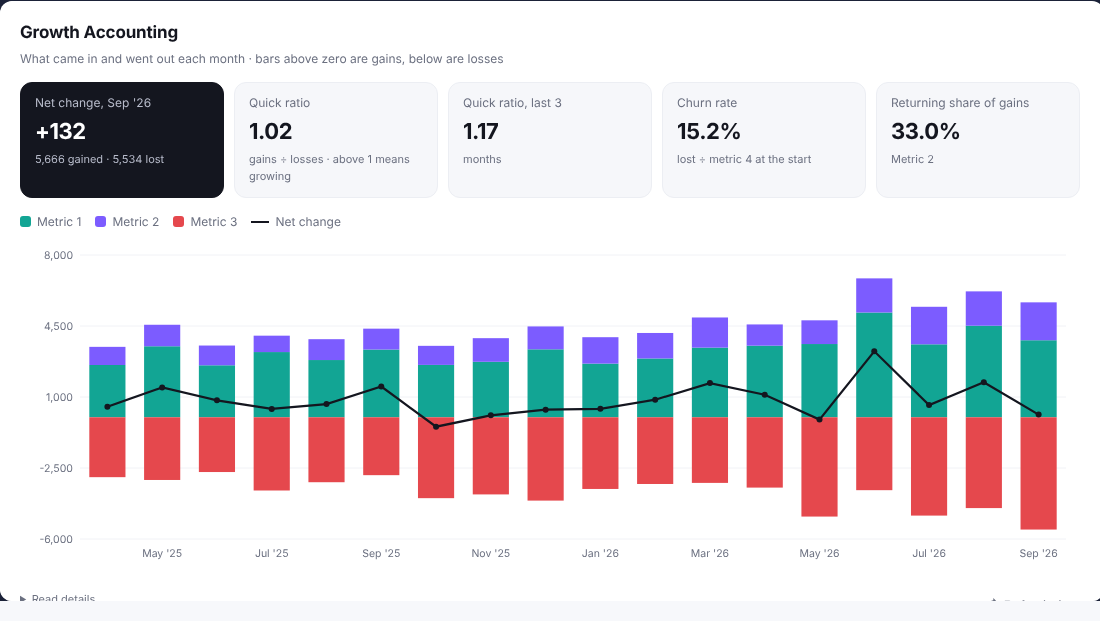 Growth Accounting
What came in and went out each month · bars above zero are gains, below are losses
Net change, Sep '26
+132
5,666 gained · 5,534 lost
Quick ratio
1.02
gains ÷ losses · above 1 means
growing
Quick ratio, last 3
1.17
months
Churn rate
15.2%
lost ÷ metric 4 at the start
Returning share of gains
33.0%
Metric 2
Metric 1
Metric 2
Metric 3
Net change
8,000
4,500
1,000
-2,500
-6,000
May '25
Jul '25
Sep '25
Nov '25
Jan '26
Mar '26
May '26
Jul '26
Sep '26
Read details